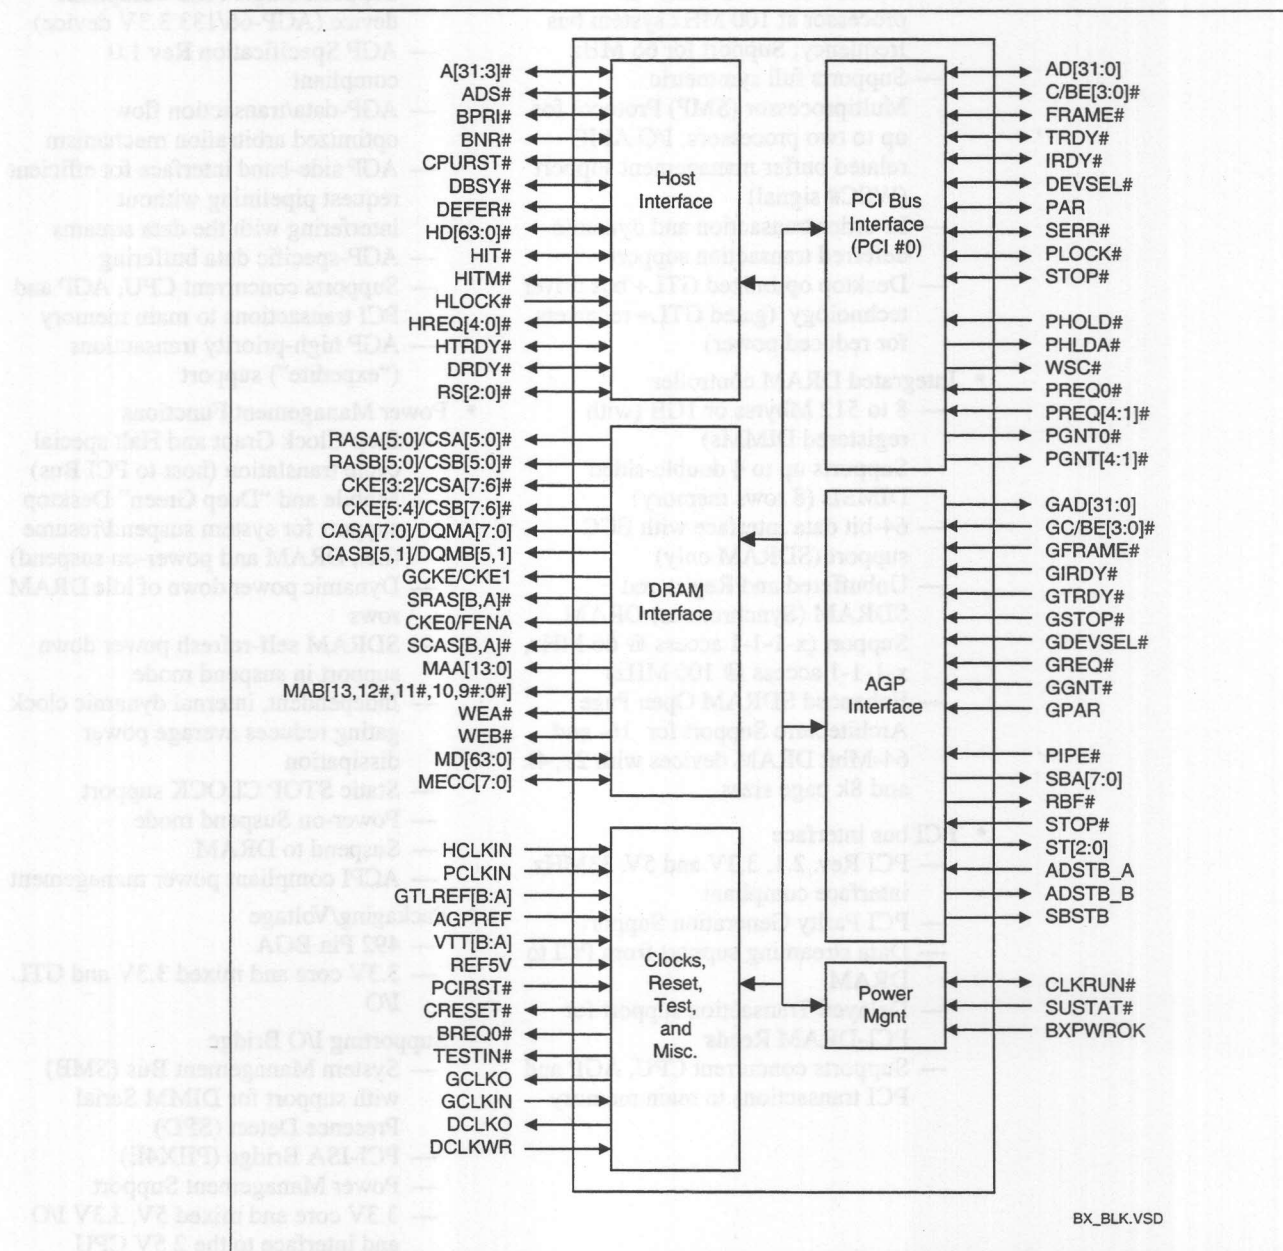 A[31:3]#
ADS#
BPRI#
BNR#
CPURST#
DBSY#
DEFER#
HD[63:0]#
HIT#
HITM#
HLOCK#
HREQ[4:0]#
HTRDY#
DRDY#
RS[2:0]#
Host
Interface
RASA[5:0]/CSA[5:0]#
RASB[5:0]/CSB[5:0]#
CKE[3:2]/CSA[7:6]#
CKE[5:4]/CSB[7:6]#
CASA[7:0]/DQMA[7:0]
CASB[5,1]/DQMB[5,1]
GCKE/CKE1
SRAS[B,A]#
CKE0/FENA
SCAS[B,A]#
MAA[13:0]
MAB[13,12#,11#,10,9#:0#]
WEA#
WEB#
MD[63:0]
MECC[7:0]
DRAM
Interface
HCLKIN
PCLKIN
GTLREF[B:A]
AGPREF
VTT[B:A]
REF5V
PCIRST#
CRESET#
BREQ0#
TESTIN#
GCLKO
GCLKIN
DCLKO
DCLKWR
Clocks,
Reset,
Test,
and
Misc.
PCI Bus
Interface
(PCI #0)
AD[31:0]
C/BE[3:0]#
FRAME#
TRDY#
IRDY#
DEVSEL#
PAR
SERR#
PLOCK#
STOP#
PHOLD#
PHLDA#
WSC#
PREQ0#
PREQ[4:1]#
PGNT0#
PGNT[4:1]#
AGP
Interface
GAD[31:0]
GC/BE[3:0]#
GFRAME#
GIRDY#
GTRDY#
GSTOP#
GDEVSEL#
GREQ#
GGNT#
GPAR
PIPE#
SBA[7:0]
RBF#
STOP#
ST[2:0]
ADSTB_A
ADSTB_B
SBSTB
Power
Mgnt
CLKRUN#
SUSTAT#
BXPWROK
BX_BLK.VSD